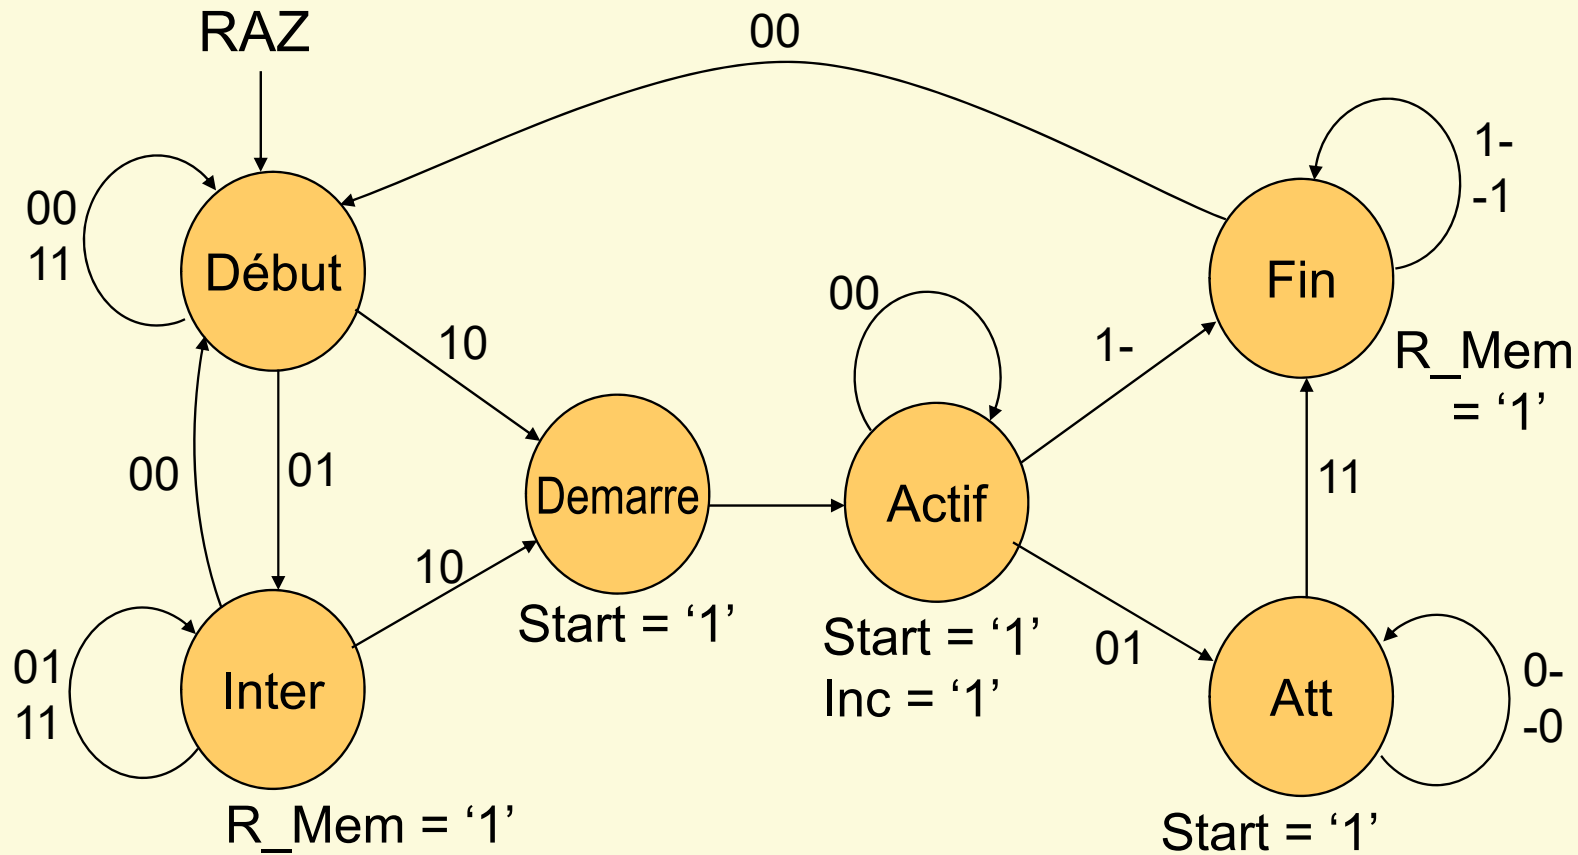 RAZ
00
00
11
Début
10
00
01
Inter
01
11
10
R_Mem = ‘1’
Demarre
Start = ‘1’
00
Actif
Start = ‘1’
Inc = ‘1’
1-
01
Fin
1-
-1
R_Mem
= ‘1’
11
Att
0-
-0
Start = ‘1’